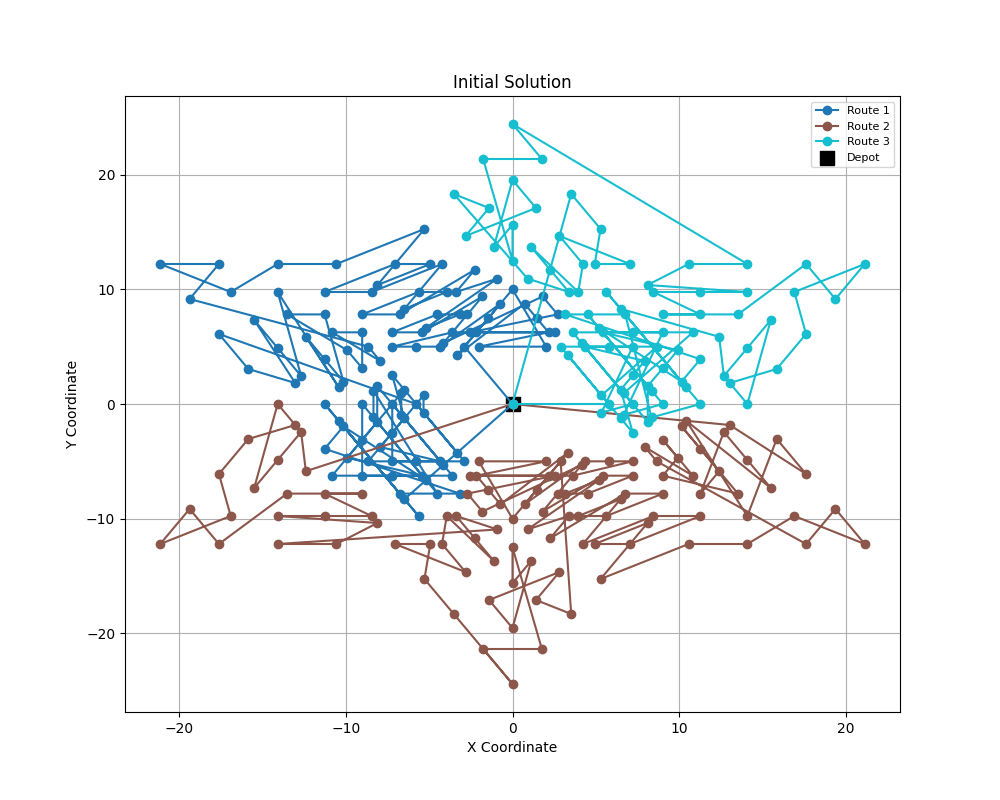 Initial Solution
Route 1
Route 2
Route 3
Depot
20
10
0
−10
−20
Y Coordinate
−20
−10
0
10
20
X Coordinate